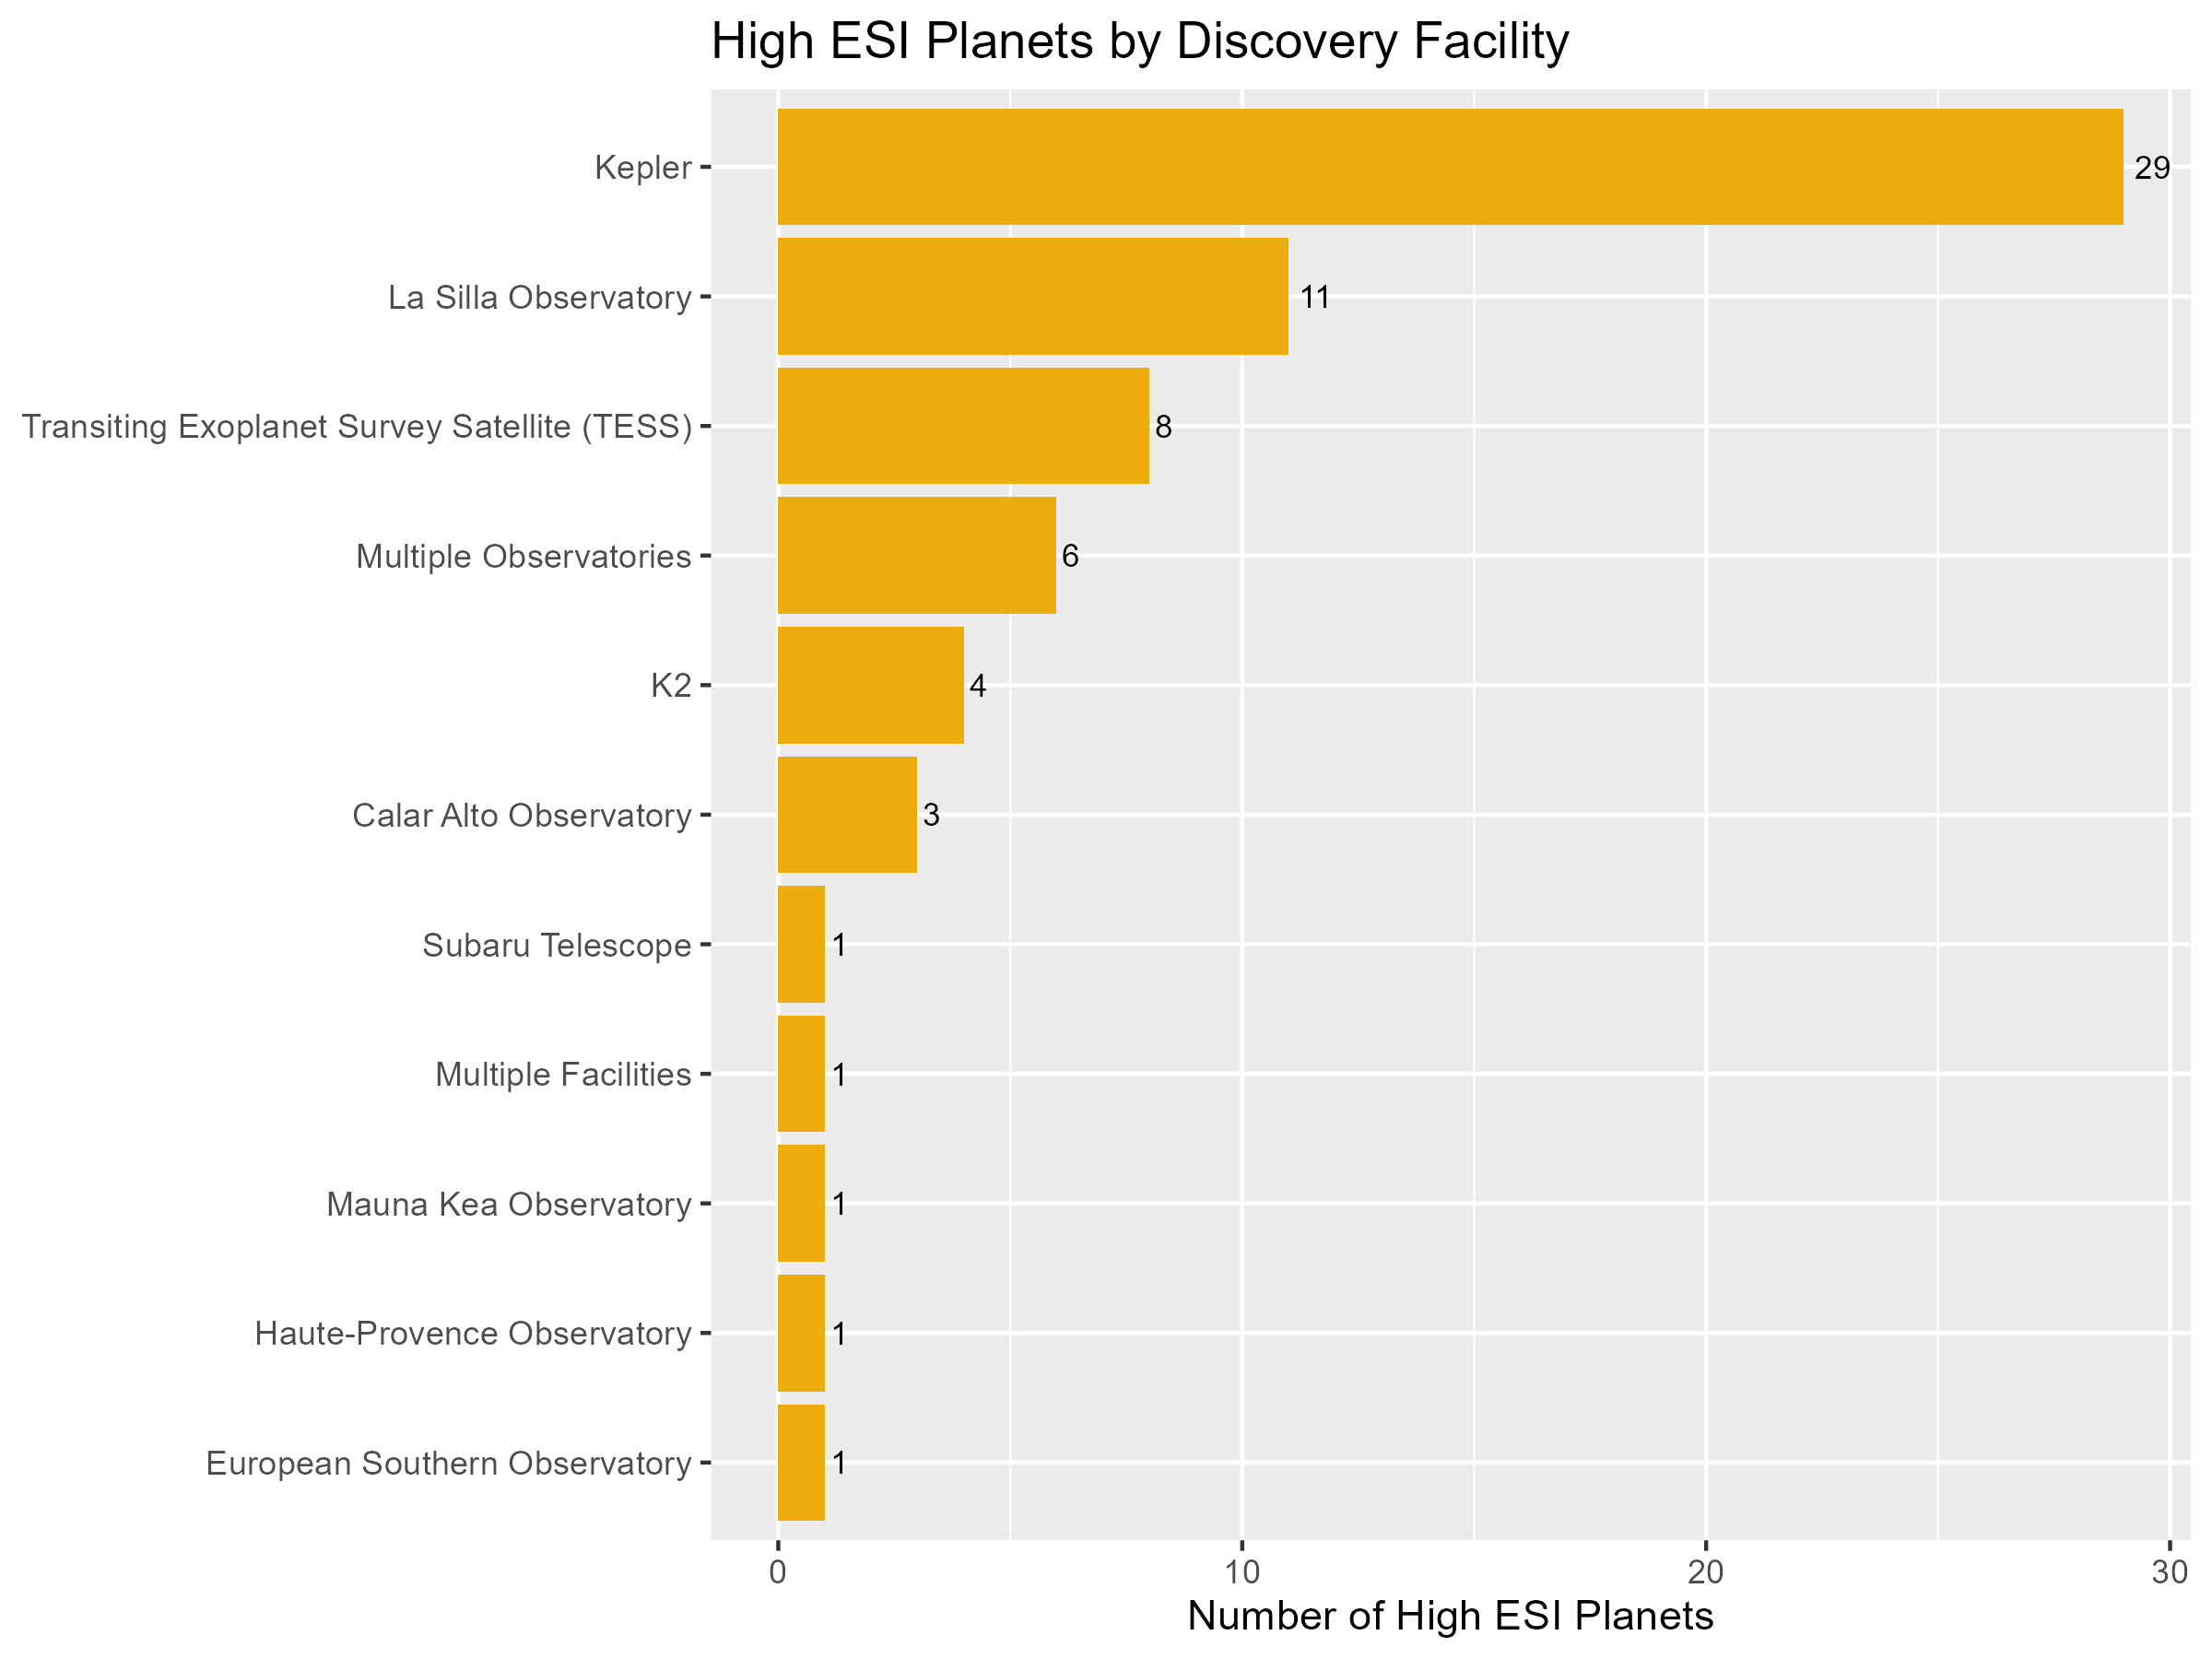 High ESI Planets by Discovery Facility
Kepler 29
La Silla Observatory 11
Transiting Exoplanet Survey Satellite (TESS) 8
Multiple Observatories 6
K2 4
Calar Alto Observatory 3
Subaru Telescope 1
Multiple Facilities 1
Mauna Kea Observatory 1
Haute-Provence Observatory 1
European Southern Observatory 1
0 10 20 30
Number of High ESI Planets